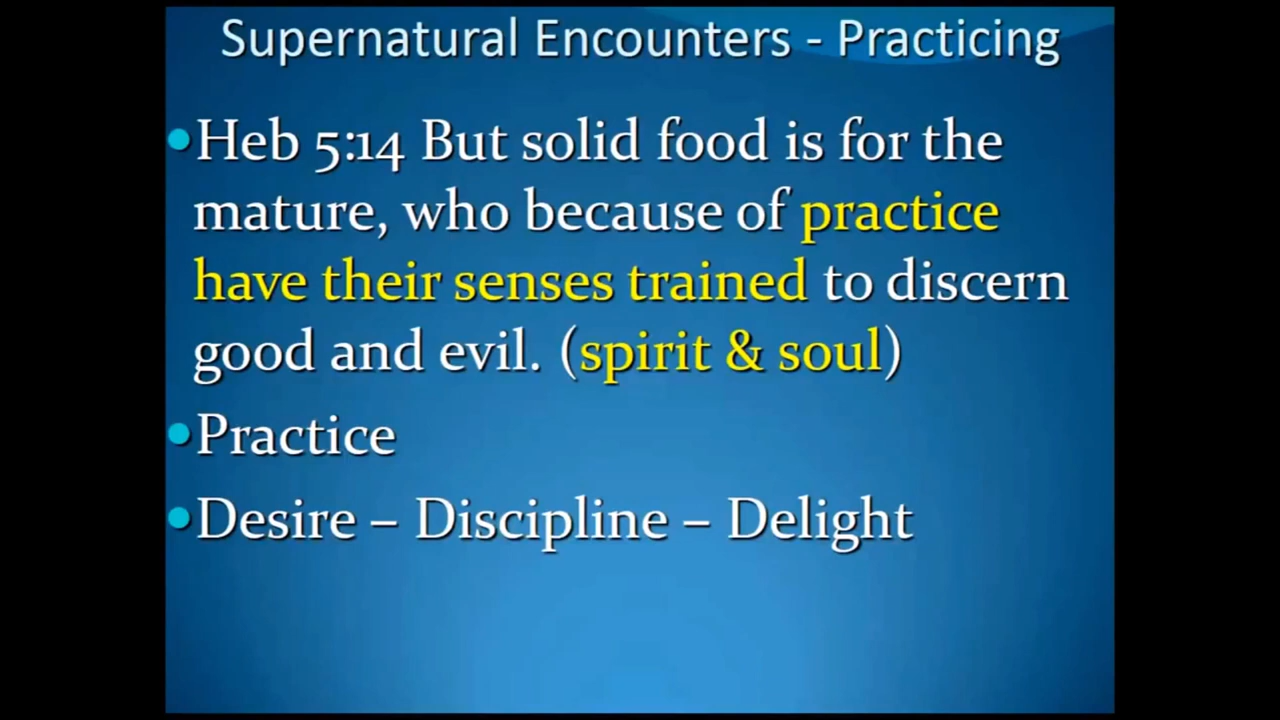 Supernatural Encounters - Practicing
•Heb 5:14 But solid food is for the
mature, who because of practice
have their senses trained to discern
good and evil. (spirit & soul)
•Practice
•Desire – Discipline – Delight